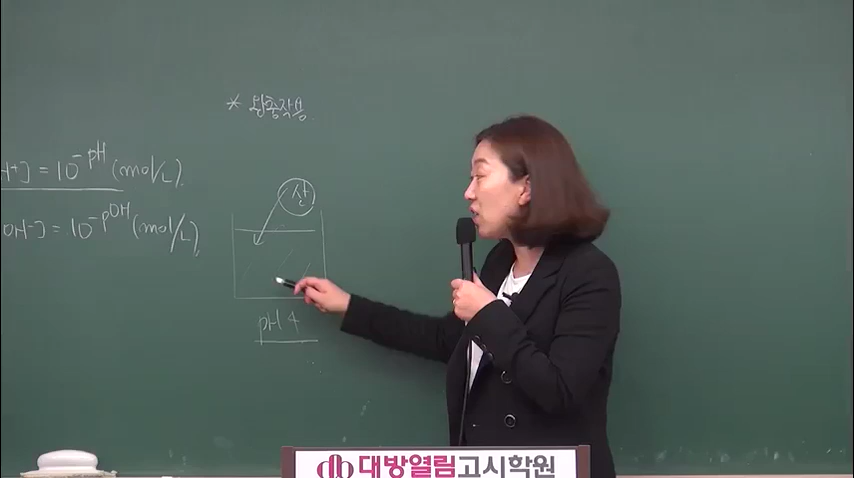 * 완충작용
H+] = 10^-pH (mol/L).
[OH-] = 10^-pOH (mol/L).
산
pH 4
대방열림고시학원